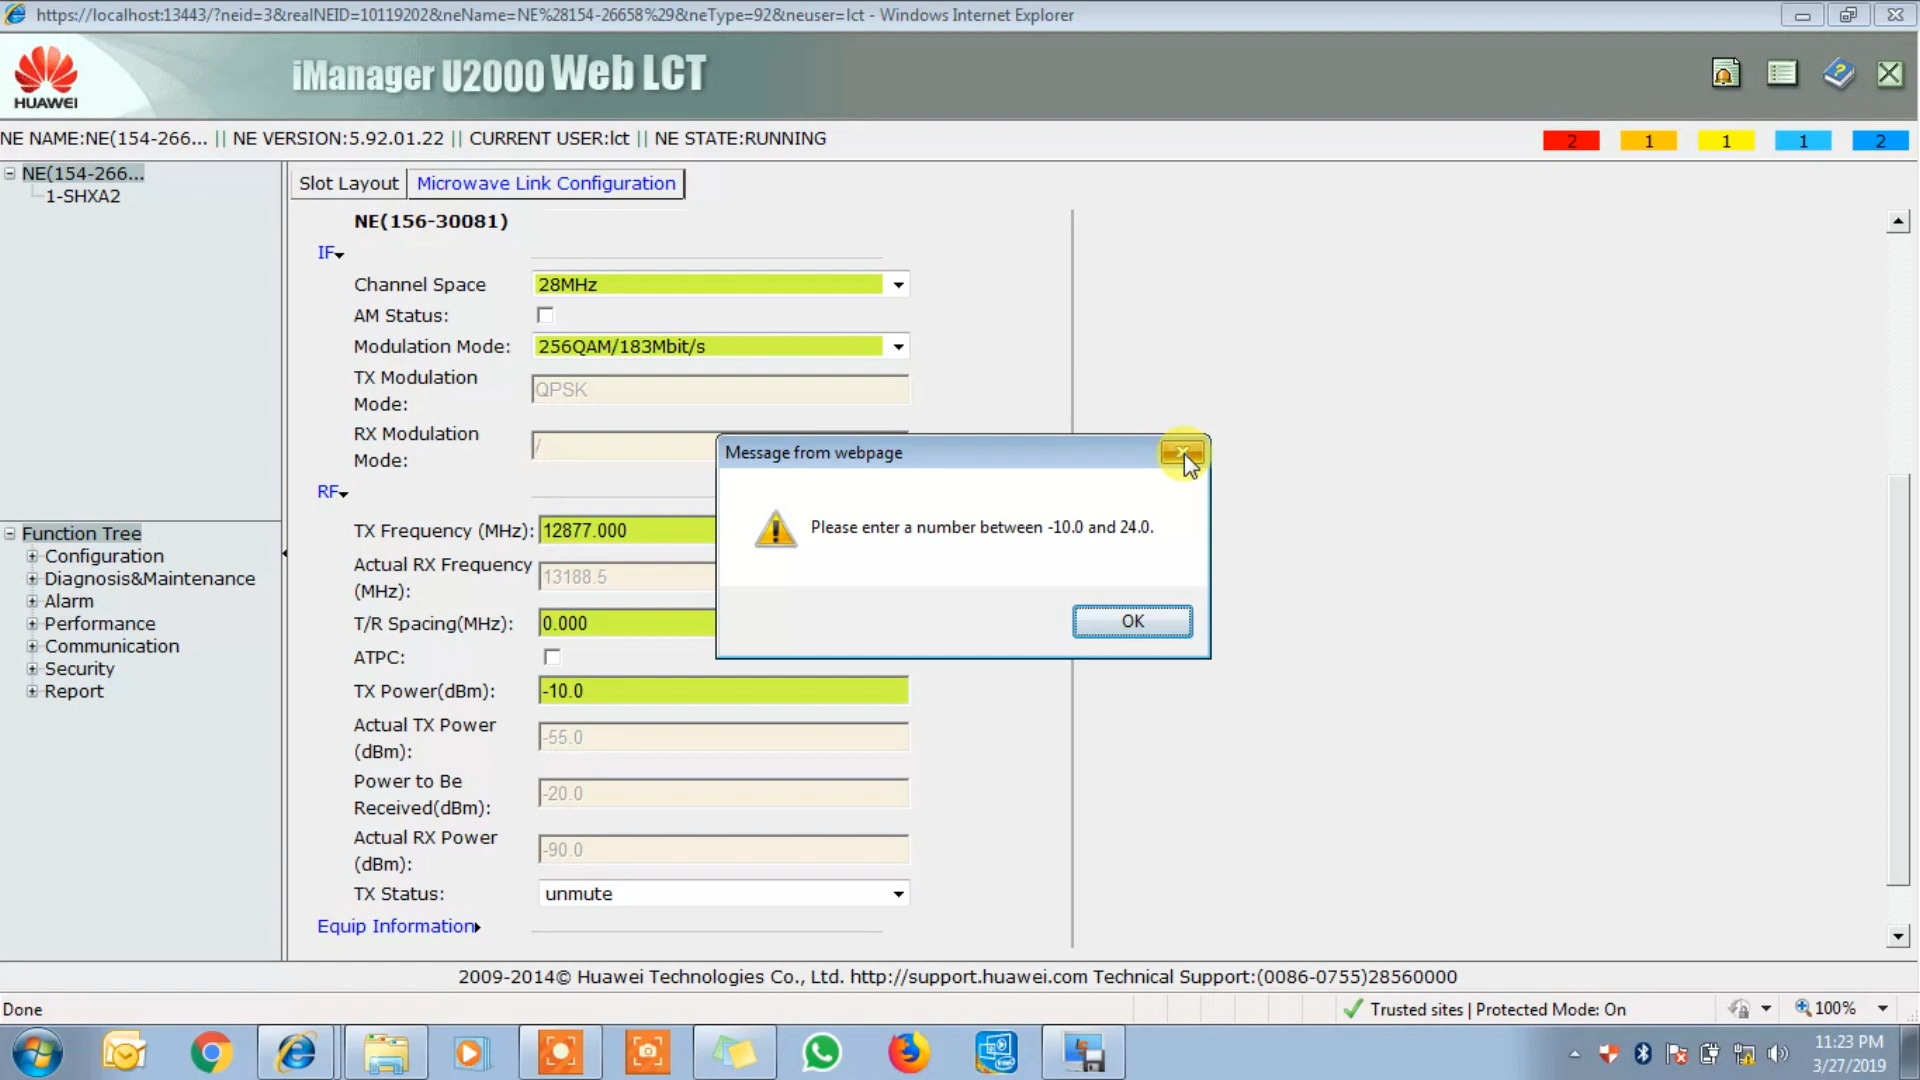 https://localhost:13443/?neid=3&realNEID=10119202&neName=NE%28154-26658%29&neType=92&neuser=lct - Windows Internet Explorer
HUAWEI
iManager U2000 Web LCT
NE NAME:NE(154-266... || NE VERSION:5.92.01.22 || CURRENT USER:lct || NE STATE:RUNNING
2 1 1 1 2
NE(154-266...
1-SHXA2
Function Tree
Configuration
Diagnosis&Maintenance
Alarm
Performance
Communication
Security
Report
Slot Layout
Microwave Link Configuration
NE(156-30081)
IF
Channel Space 28MHz
AM Status:
Modulation Mode: 256QAM/183Mbit/s
TX Modulation
Mode:
QPSK
RX Modulation
Mode:
/
RF
TX Frequency (MHz): 12877.000
Actual RX Frequency
(MHz):
13188.5
T/R Spacing(MHz): 0.000
ATPC:
TX Power(dBm): -10.0
Actual TX Power
(dBm):
-55.0
Power to Be
Received(dBm):
-20.0
Actual RX Power
(dBm):
-90.0
TX Status: unmute
Equip Information
Message from webpage
Please enter a number between -10.0 and 24.0.
OK
2009-2014© Huawei Technologies Co., Ltd. http://support.huawei.com Technical Support:(0086-0755)28560000
Done
Trusted sites | Protected Mode: On
100%
11:23 PM
3/27/2019